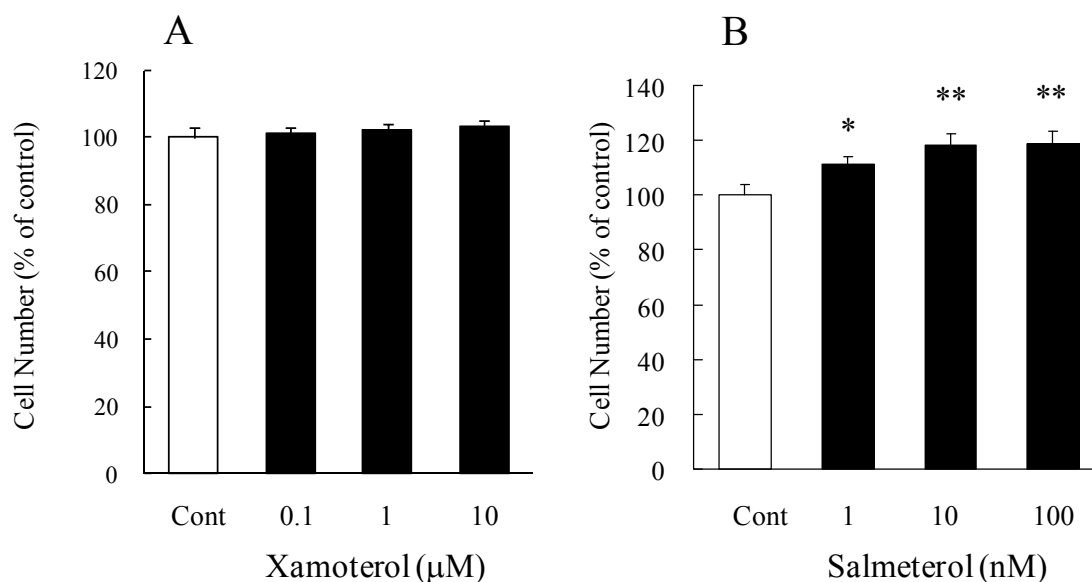 A
120
100
80
60
40
20
0
Cell Number (% of control)
Cont 0.1 1 10
Xamoterol (μM)
B
140
120
100
80
60
40
20
0
Cell Number (% of control)
* ** **
Cont 1 10 100
Salmeterol (nM)